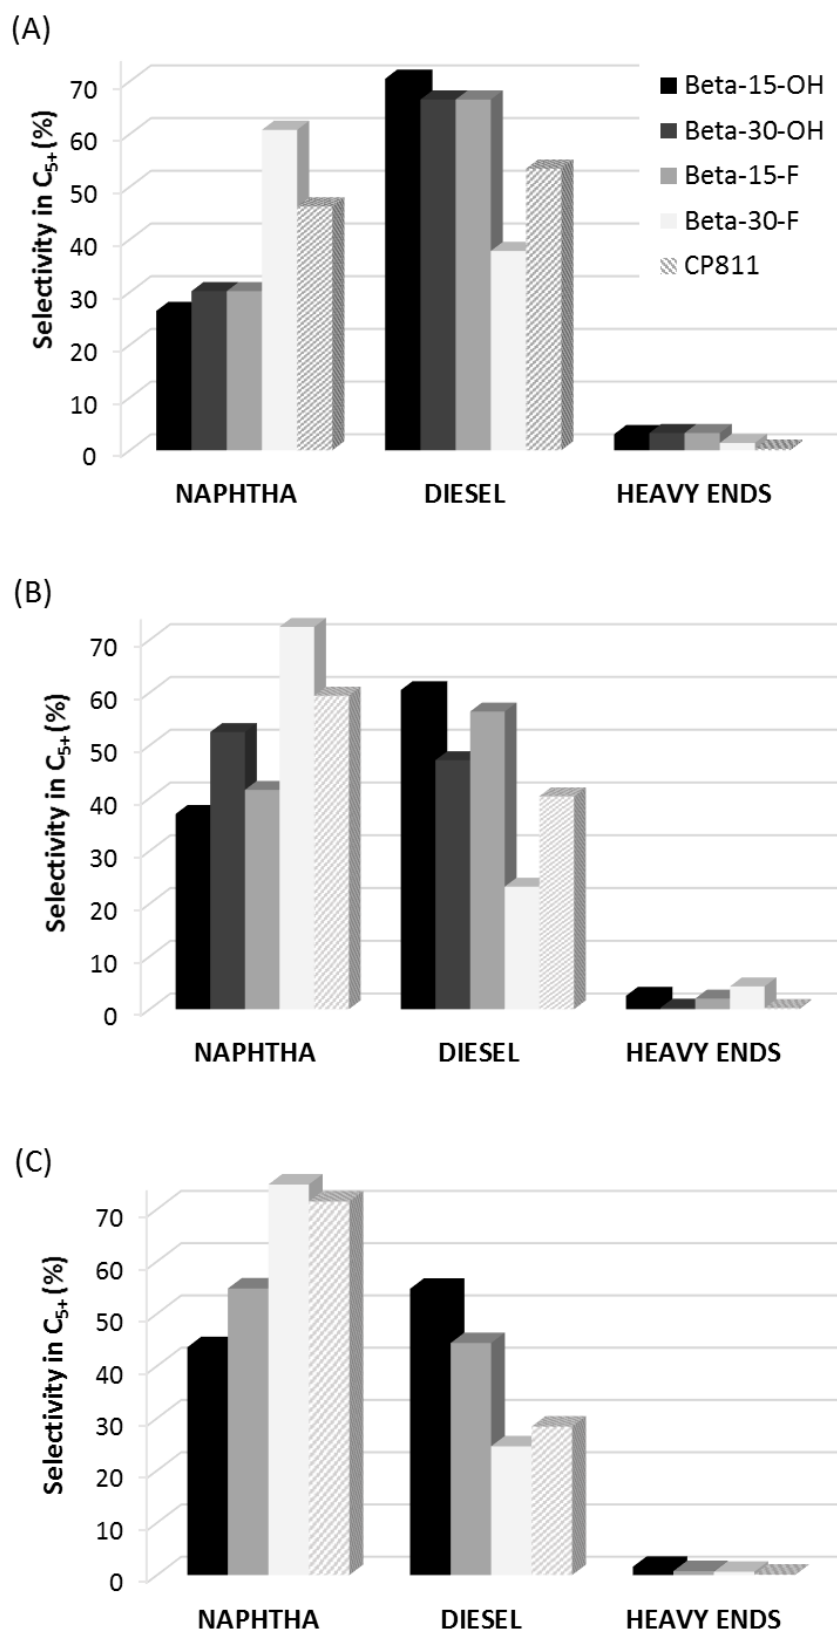 (A)
Selectivity in C5+ (%)
70
60
50
40
30
20
10
0
Beta-15-OH
Beta-30-OH
Beta-15-F
Beta-30-F
CP811
NAPHTHA DIESEL HEAVY ENDS
(B)
Selectivity in C5+ (%)
70
60
50
40
30
20
10
0
NAPHTHA DIESEL HEAVY ENDS
(C)
Selectivity in C5+ (%)
70
60
50
40
30
20
10
0
NAPHTHA DIESEL HEAVY ENDS